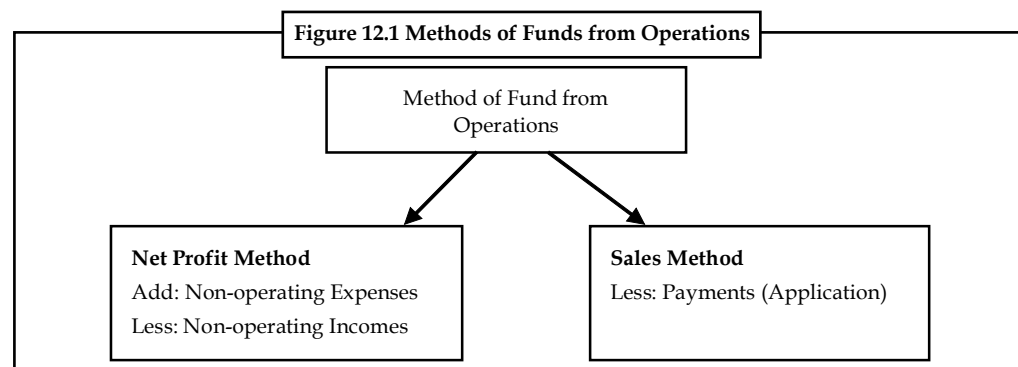 Figure 12.1 Methods of Funds from Operations
Method of Fund from
Operations
Net Profit Method
Add: Non-operating Expenses
Less: Non-operating Incomes
Sales Method
Less: Payments (Application)